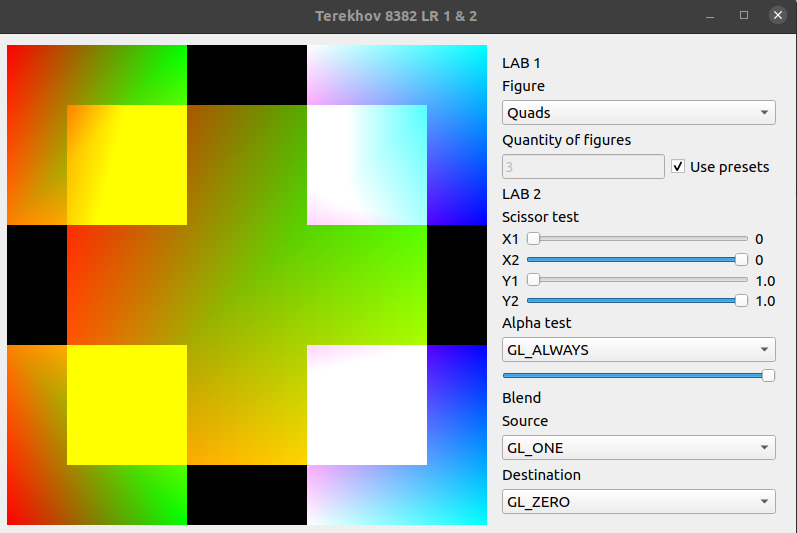 Terekhov 8382 LR 1 & 2
LAB 1
Figure
Quads
Quantity of figures
3 Use presets
LAB 2
Scissor test
X1 0
X2 0
Y1 1.0
Y2 1.0
Alpha test
GL_ALWAYS
Blend
Source
GL_ONE
Destination
GL_ZERO